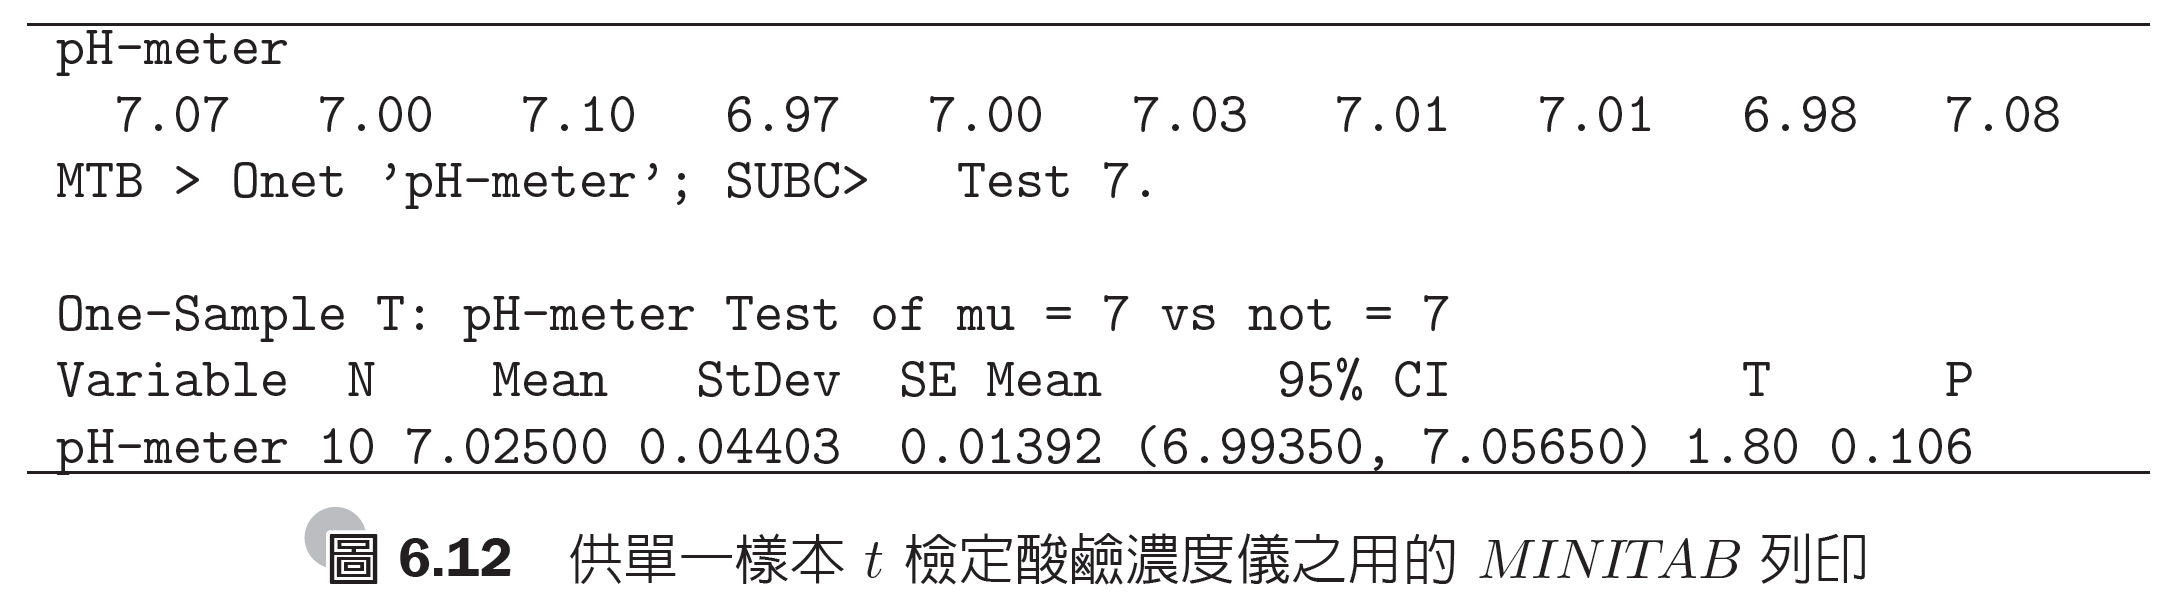 pH-meter
7.07 7.00 7.10 6.97 7.00 7.03 7.01 7.01 6.98 7.08
MTB > Onet ’pH-meter’; SUBC> Test 7.
One-Sample T: pH-meter Test of mu = 7 vs not = 7
Variable N Mean StDev SE Mean 95% CI T P
pH-meter 10 7.02500 0.04403 0.01392 (6.99350, 7.05650) 1.80 0.106
圖 6.12 供單一樣本 t 檢定酸鹼濃度儀之用的 MINITAB 列印